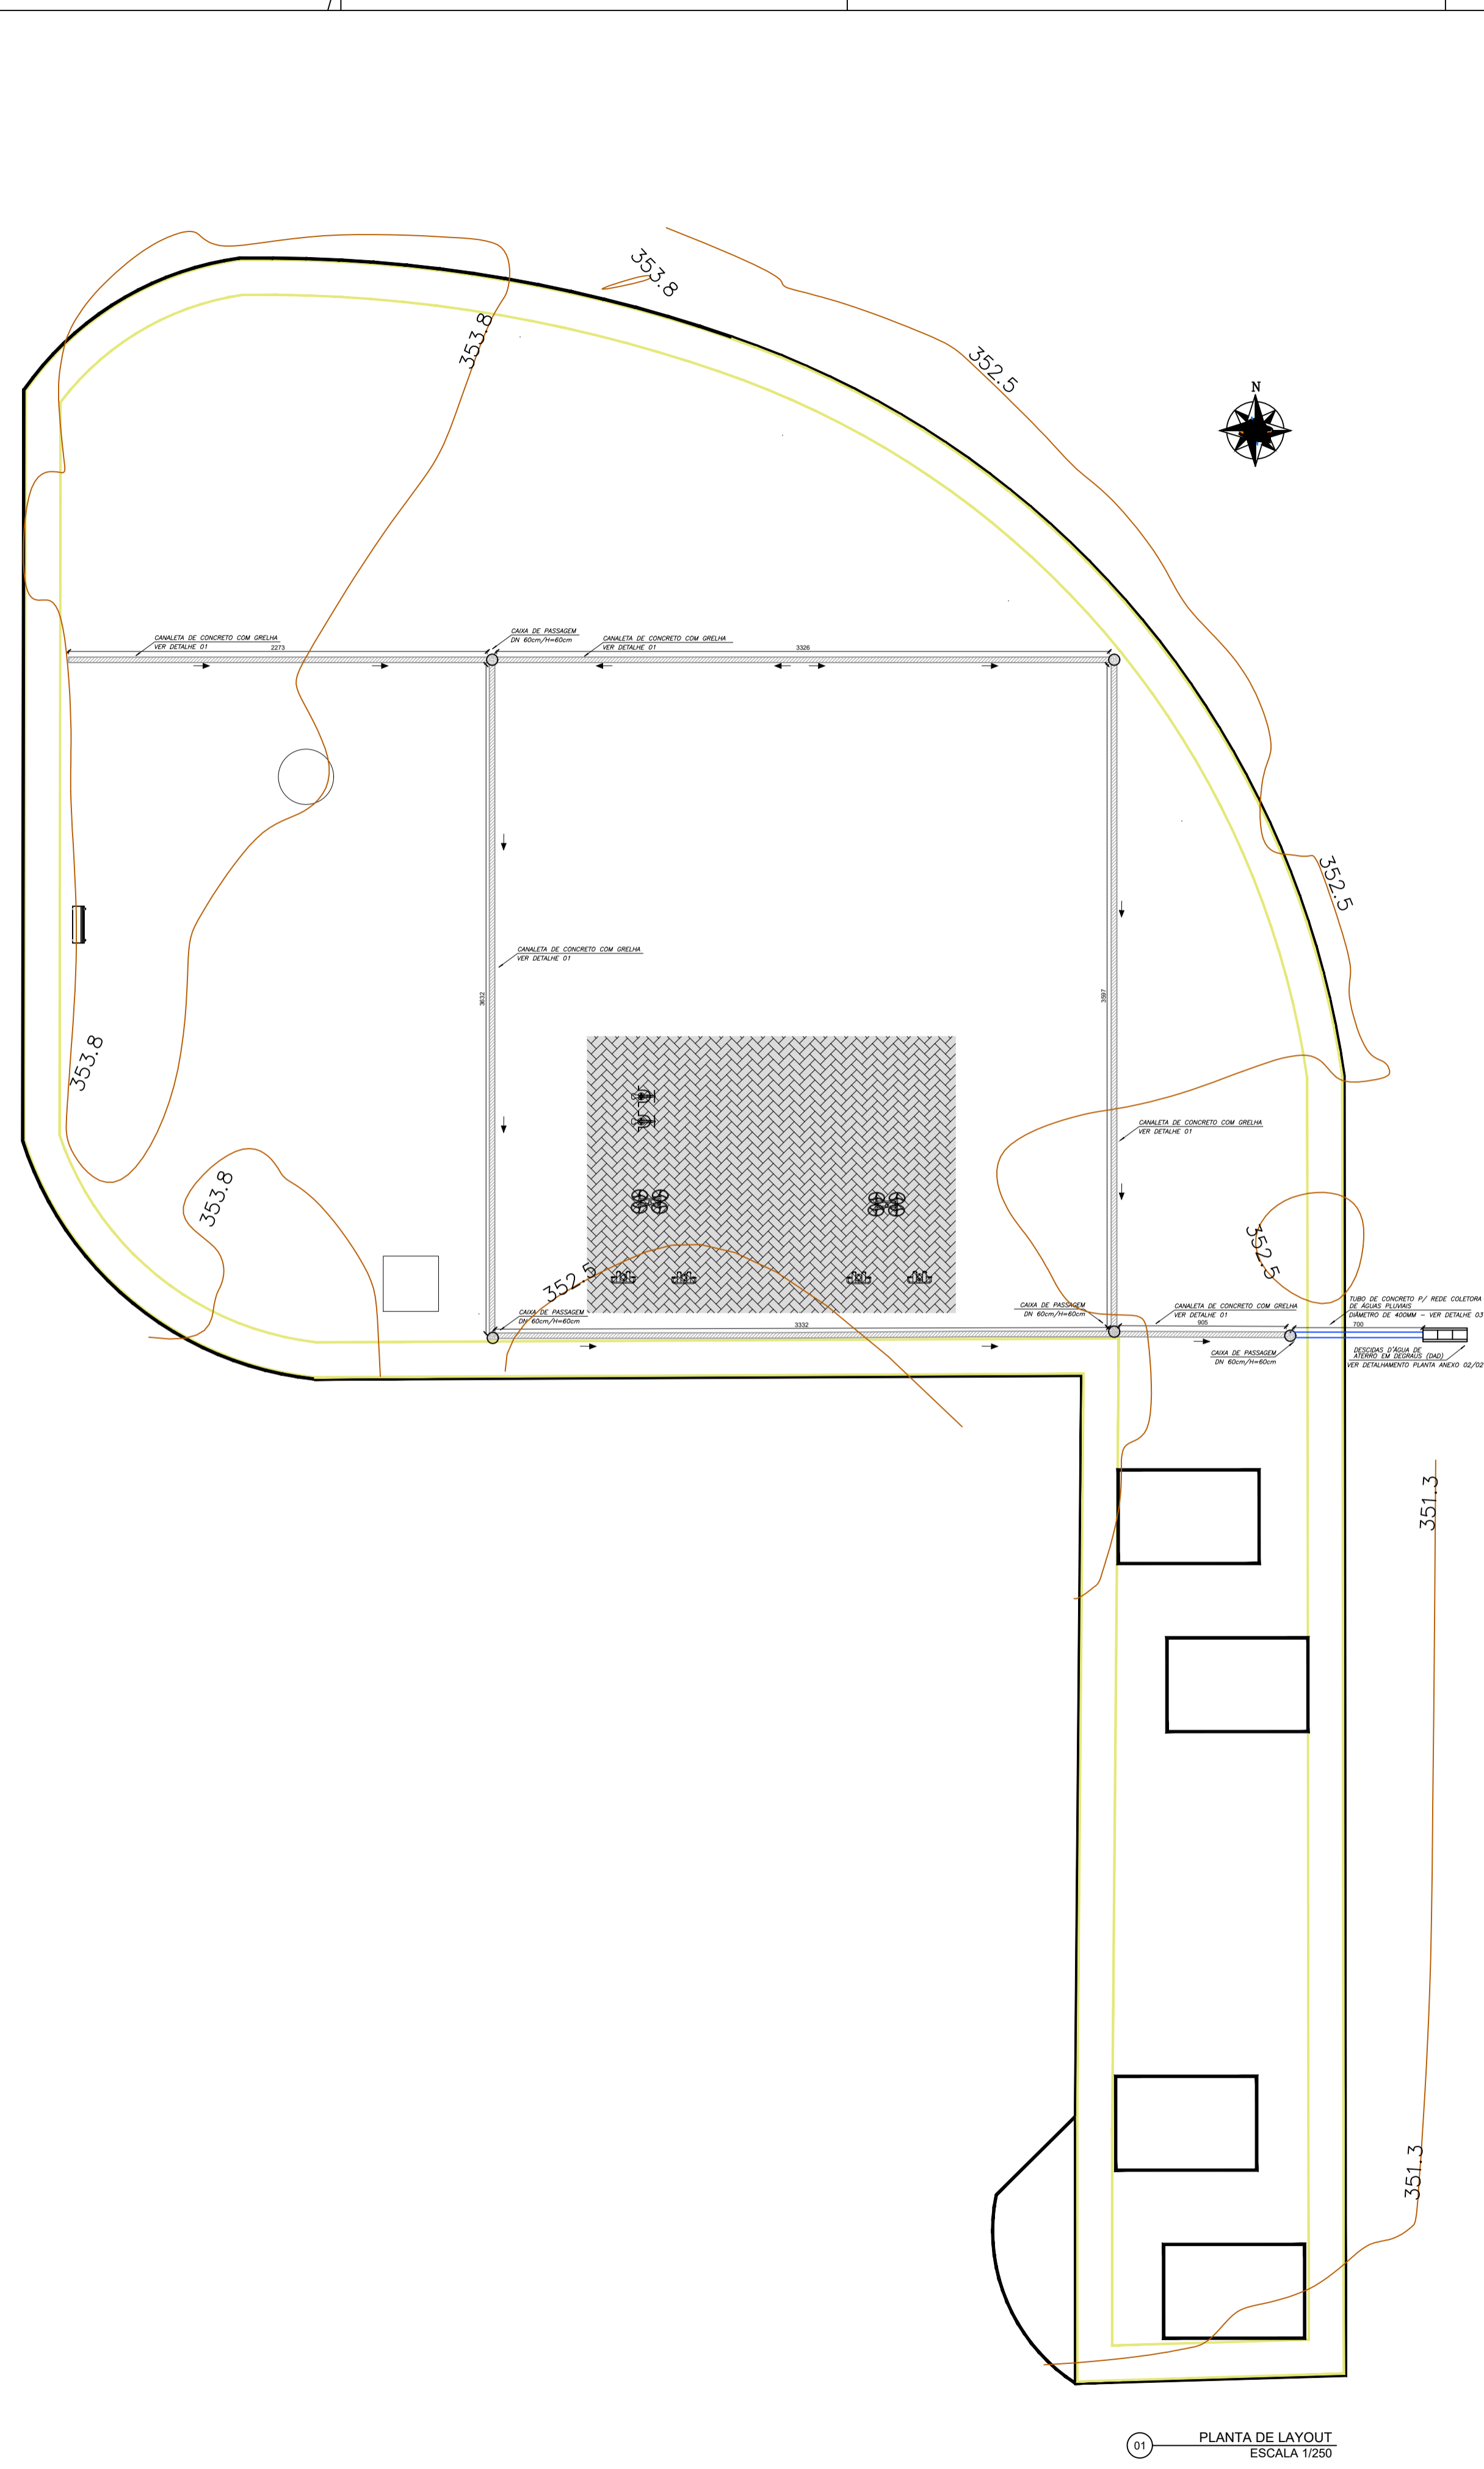 353.8
353.8
352.5
N
CANALETA DE CONCRETO COM GRELHA
VER DETALHE 01
2273
CAIXA DE PASSAGEM
DN 60cm/H=60cm
CANALETA DE CONCRETO COM GRELHA
VER DETALHE 01
3326
352.5
CANALETA DE CONCRETO COM GRELHA
VER DETALHE 01
3632
3597
353.8
CANALETA DE CONCRETO COM GRELHA
VER DETALHE 01
353.8
352.5
352.5
CAIXA DE PASSAGEM
DN 60cm/H=60cm
3332
CAIXA DE PASSAGEM
DN 60cm/H=60cm
CANALETA DE CONCRETO COM GRELHA
VER DETALHE 01
905
TUBO DE CONCRETO P/ REDE COLETORA
DE ÁGUAS PLUVIAIS
DIÂMETRO DE 400MM – VER DETALHE 03
700
CAIXA DE PASSAGEM
DN 60cm/H=60cm
DESCIDAS D'ÁGUA DE
ATERRO EM DEGRAUS (DAD)
VER DETALHAMENTO PLANTA ANEXO 02/02
351.3
351.3
01
PLANTA DE LAYOUT
ESCALA 1/250